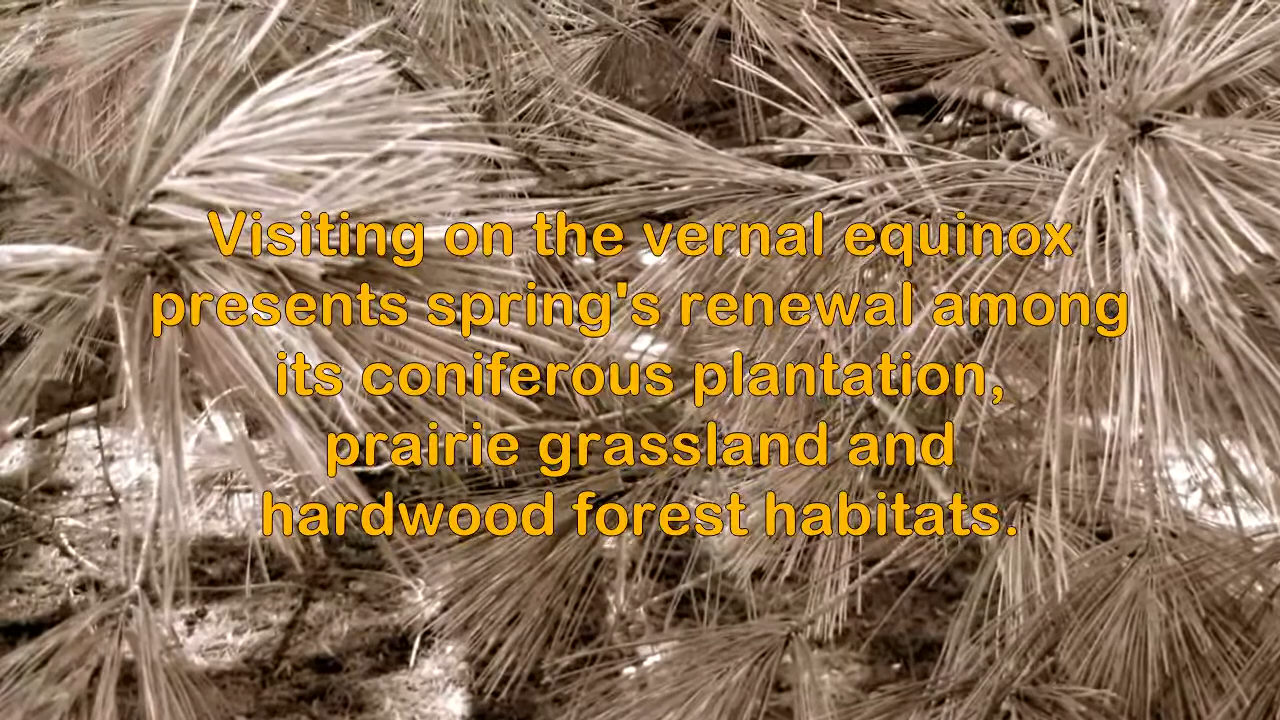 Visiting on the vernal equinox
presents spring's renewal among
its coniferous plantation,
prairie grassland and
hardwood forest habitats.